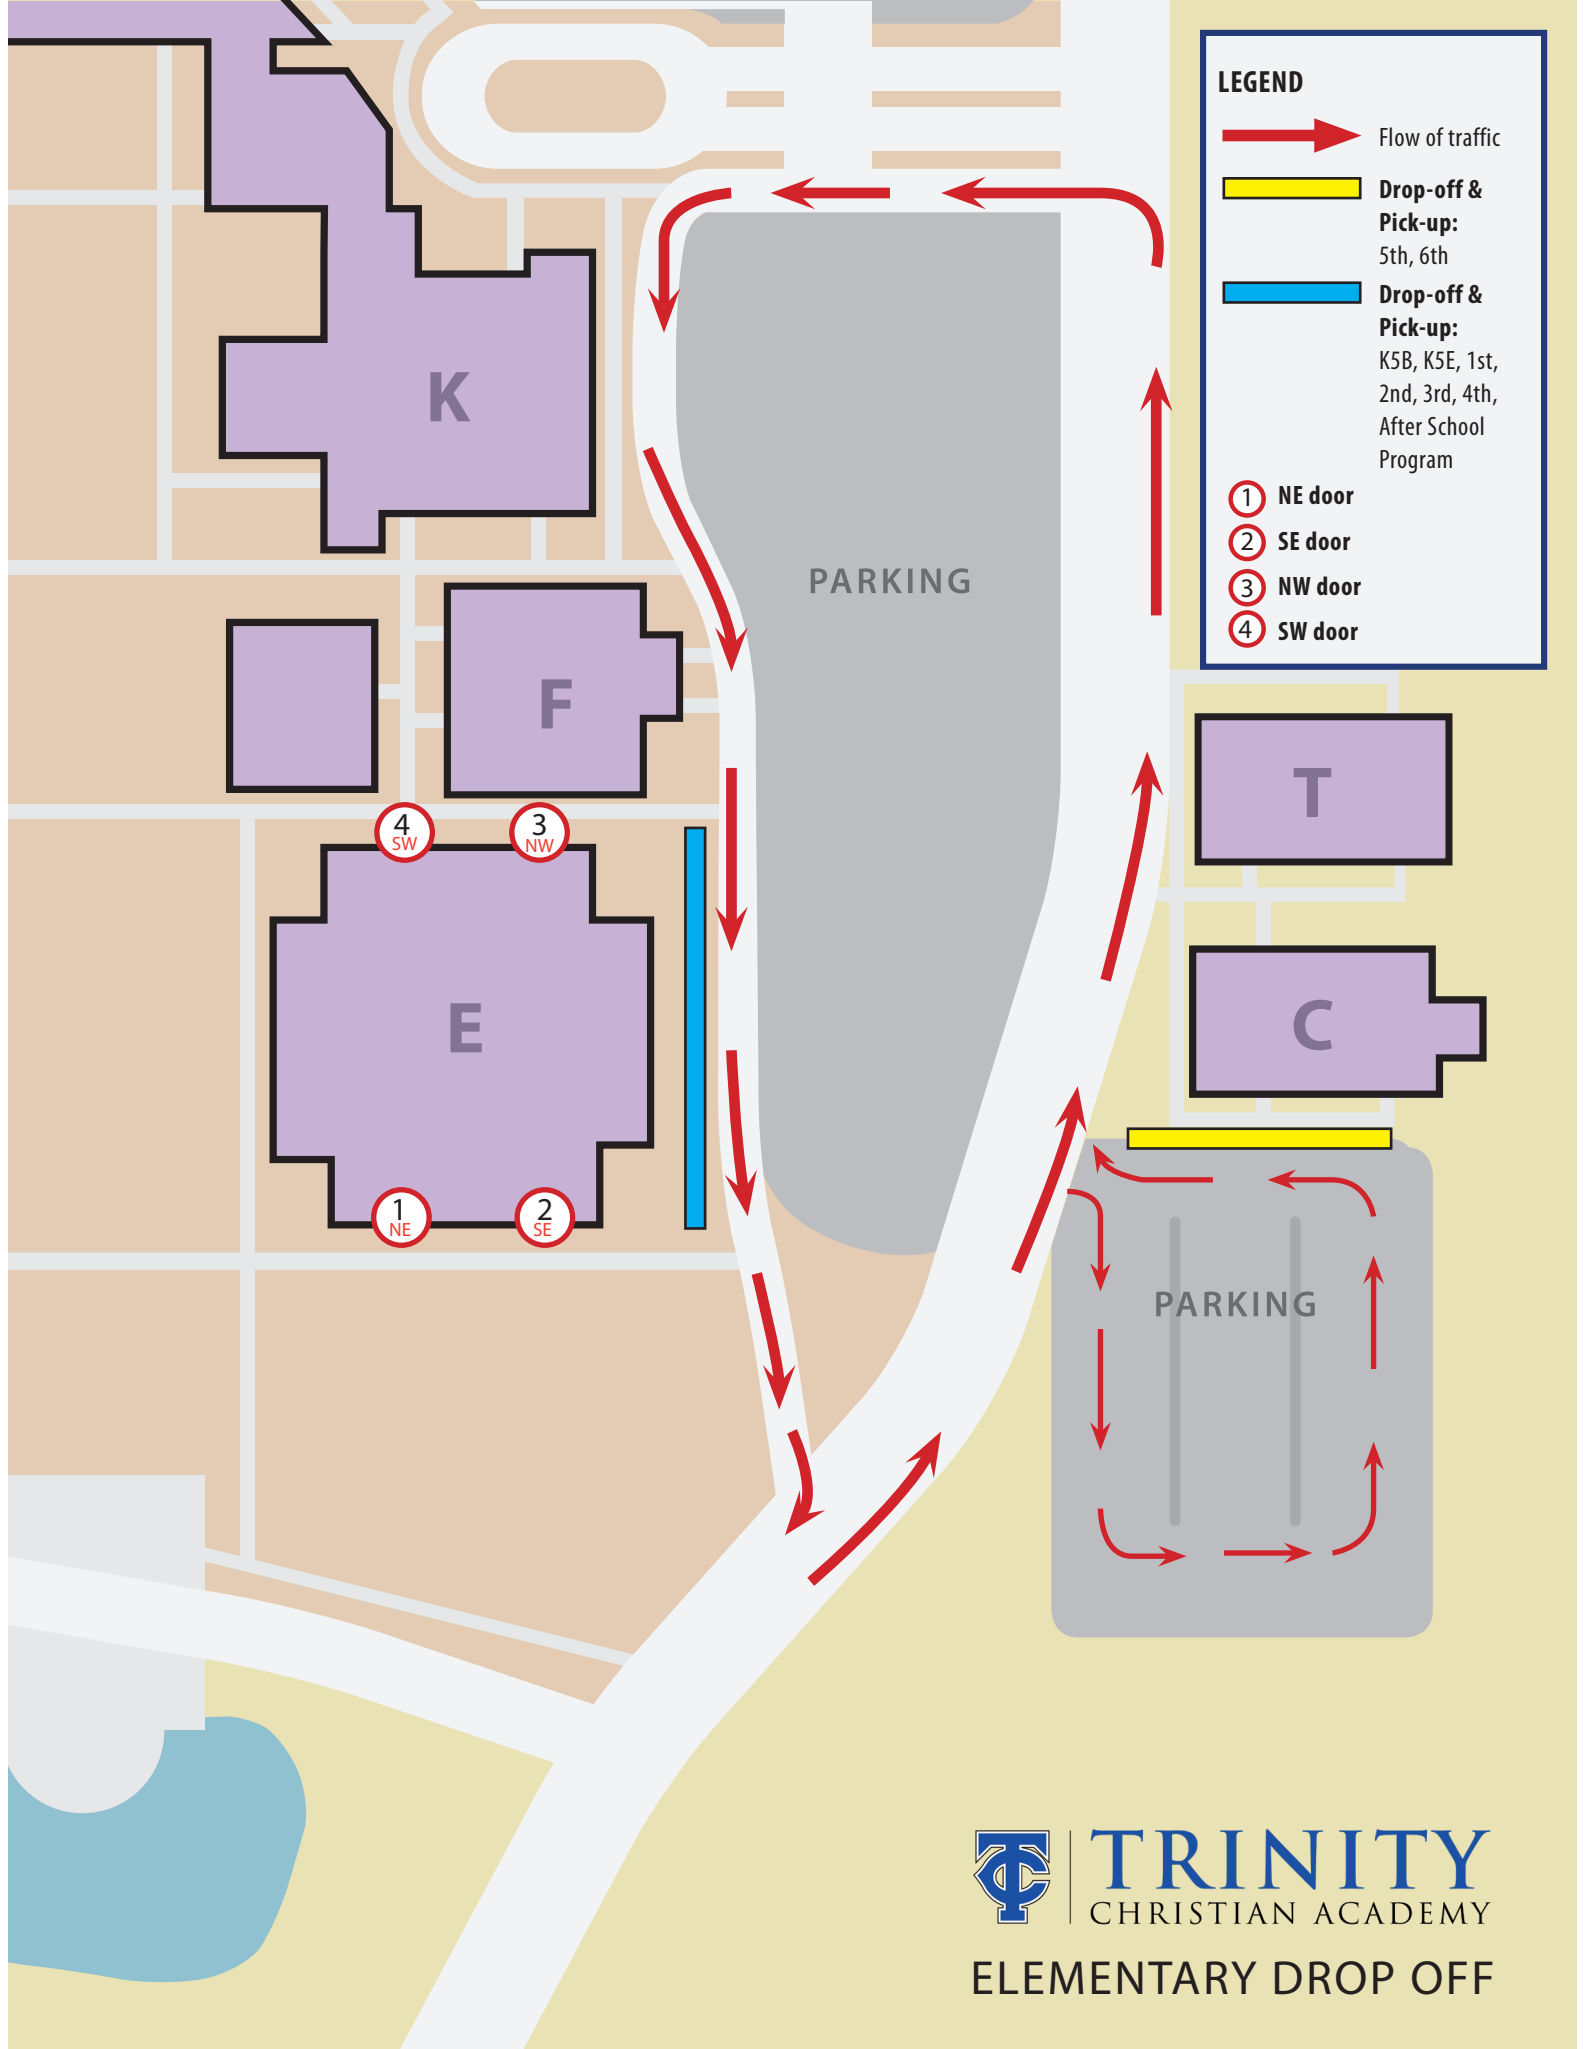 LEGEND
Flow of traffic
Drop-off &
Pick-up:
5th, 6th
Drop-off &
Pick-up:
K5B, K5E, 1st,
2nd, 3rd, 4th,
After School
Program
1 NE door
2 SE door
3 NW door
4 SW door
K
PARKING
F
T
4
SW
3
NW
E
C
1
NE
2
SE
PARKING
TC
TRINITY
CHRISTIAN ACADEMY
ELEMENTARY DROP OFF